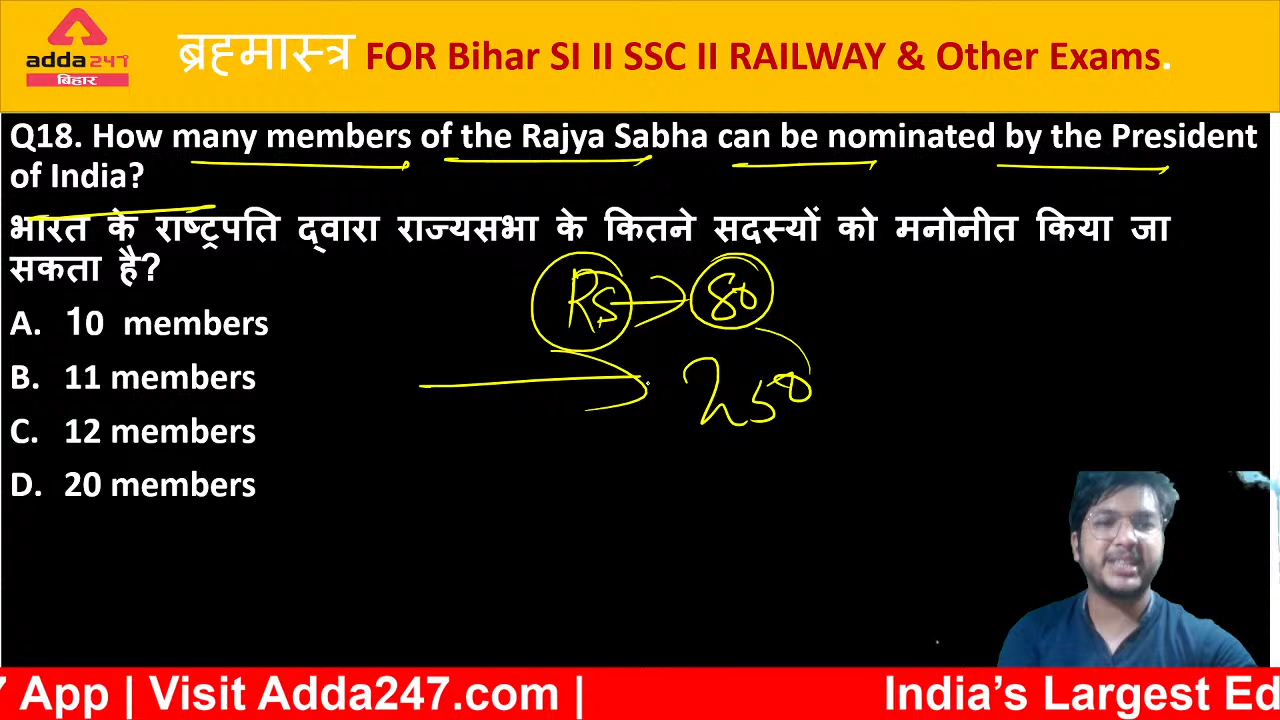 adda247
बिहार
ब्रह्मास्त्र FOR Bihar SI II SSC II RAILWAY & Other Exams.
Q18. How many members of the Rajya Sabha can be nominated by the President
of India?
भारत के राष्ट्रपति द्वारा राज्यसभा के कितने सदस्यों को मनोनीत किया जा
सकता है?
RS 80
250
A. 10 members
B. 11 members
C. 12 members
D. 20 members
7 App | Visit Adda247.com | India's Largest Ed